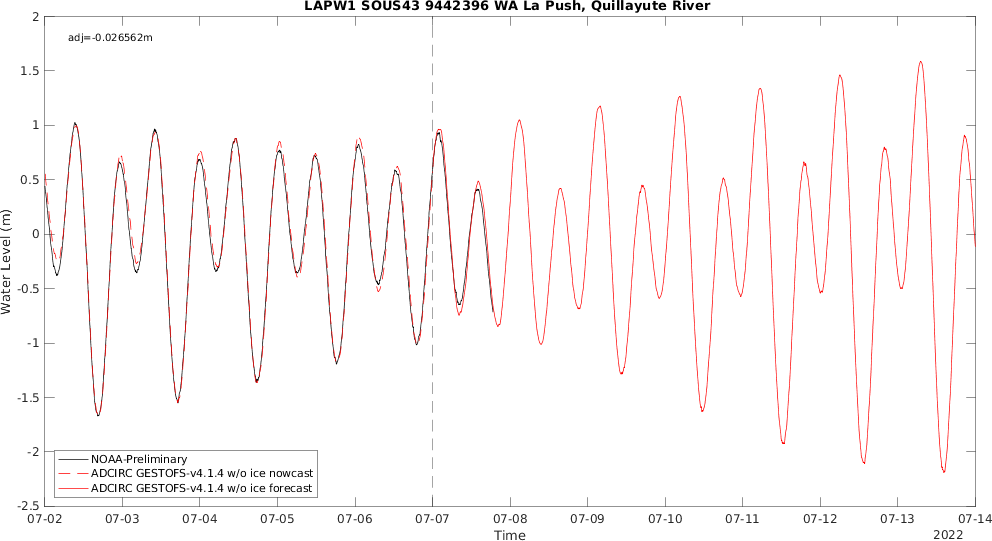 LAPW1 SOUS43 9442396 WA La Push, Quillayute River
adj=-0.026562m
2
1.5
1
0.5
0
-0.5
-1
-1.5
-2
-2.5
Water Level (m)
NOAA-Preliminary
ADCIRC GESTOFS-v4.1.4 w/o ice nowcast
ADCIRC GESTOFS-v4.1.4 w/o ice forecast
07-02 07-03 07-04 07-05 07-06 07-07 07-08 07-09 07-10 07-11 07-12 07-13 07-14
Time
2022